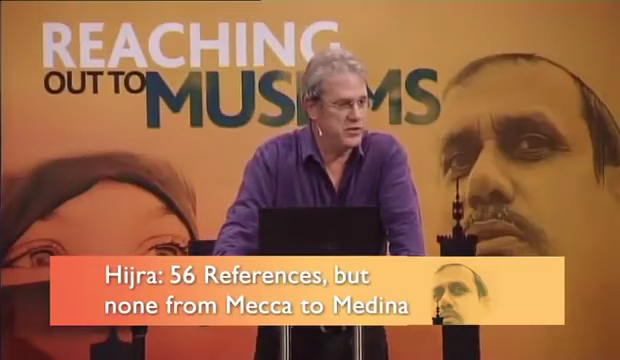 REACHING
OUT TO MUSLIMS
Hijra: 56 References, but
none from Mecca to Medina